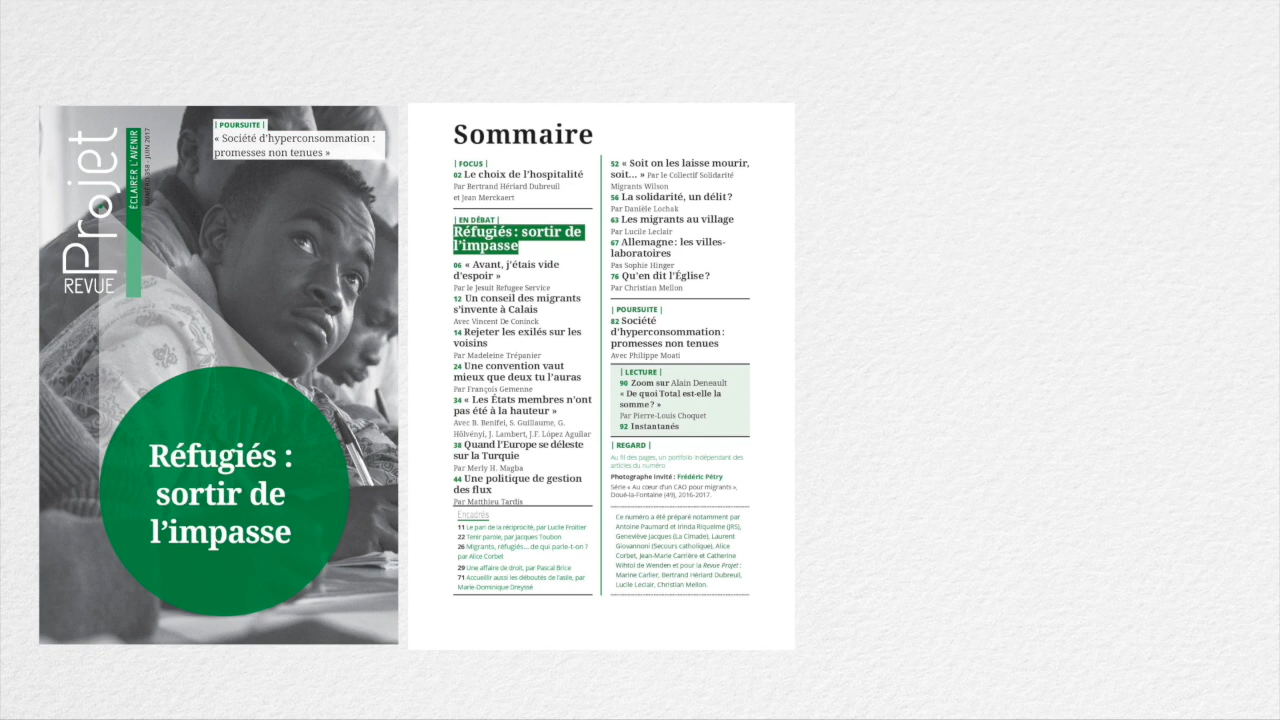 REVUE Projet
ÉCLAIRER L'AVENIR
NUMÉRO 358 - JUIN 2017
| POURSUITE |
« Société d'hyperconsommation :
promesses non tenues »
Réfugiés :
sortir de
l'impasse
Sommaire
| FOCUS |
02 Le choix de l'hospitalité
Par Bertrand Hériard Dubreuil
et Jean Merckaert
| EN DÉBAT |
Réfugiés : sortir de
l'impasse
06 « Avant, j'étais vide
d'espoir »
Par le Jesuit Refugee Service
12 Un conseil des migrants
s'invente à Calais
Avec Vincent De Coninck
14 Rejeter les exilés sur les
voisins
Par Madeleine Trépanier
24 Une convention vaut
mieux que deux tu l'auras
Par François Gemenne
34 « Les États membres n'ont
pas été à la hauteur »
Avec B. Benifei, S. Guillaume, G.
Hölvényi, J. Lambert, J.F. López Aguilar
38 Quand l'Europe se déleste
sur la Turquie
Par Merly H. Magba
44 Une politique de gestion
des flux
Par Matthieu Tardis
Encadrés
11 Le pari de la réciprocité, par Lucile Froitier
22 Tenir parole, par Jacques Toubon
26 Migrants, réfugiés... de qui parle-t-on ?
par Alice Corbet
29 Une affaire de droit, par Pascal Brice
71 Accueillir aussi les déboutés de l'asile, par
Marie-Dominique Dreyssé
52 « Soit on les laisse mourir,
soit... » Par le Collectif Solidarité
Migrants Wilson
56 La solidarité, un délit ?
Par Danièle Lochak
63 Les migrants au village
Par Lucile Leclair
67 Allemagne : les villes-
laboratoires
Pas Sophie Hinger
76 Qu'en dit l'Église ?
Par Christian Mellon
| POURSUITE |
82 Société
d'hyperconsommation :
promesses non tenues
Avec Philippe Moati
| LECTURE |
90 Zoom sur Alain Deneault
« De quoi Total est-elle la
somme ? »
Par Pierre-Louis Choquet
92 Instantanés
| REGARD |
Au fil des pages, un portfolio indépendant des
articles du numéro
Photographe invité : Frédéric Pétry
Série « Au cœur d'un CAO pour migrants »,
Doué-la-Fontaine (49), 2016-2017.
Ce numéro a été préparé notamment par
Antoine Paumard et Irinda Riquelme (JRS),
Geneviève Jacques (La Cimade), Laurent
Giovannoni (Secours catholique), Alice
Corbet, Jean-Marie Carrière et Catherine
Wihtol de Wenden et pour la Revue Projet :
Marine Carlier, Bertrand Hériard Dubreuil,
Lucile Leclair, Christian Mellon.